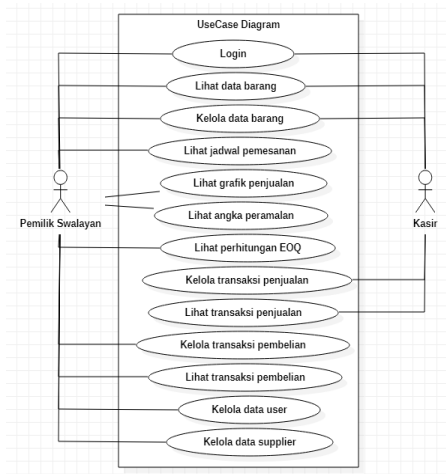 UseCase Diagram
Login
Lihat data barang
Kelola data barang
Lihat jadwal pemesanan
Lihat grafik penjualan
Lihat angka peramalan
Pemilik Swalayan
Kasir
Lihat perhitungan EOQ
Kelola transaksi penjualan
Lihat transaksi penjualan
Kelola transaksi pembelian
Lihat transaksi pembelian
Kelola data user
Kelola data supplier